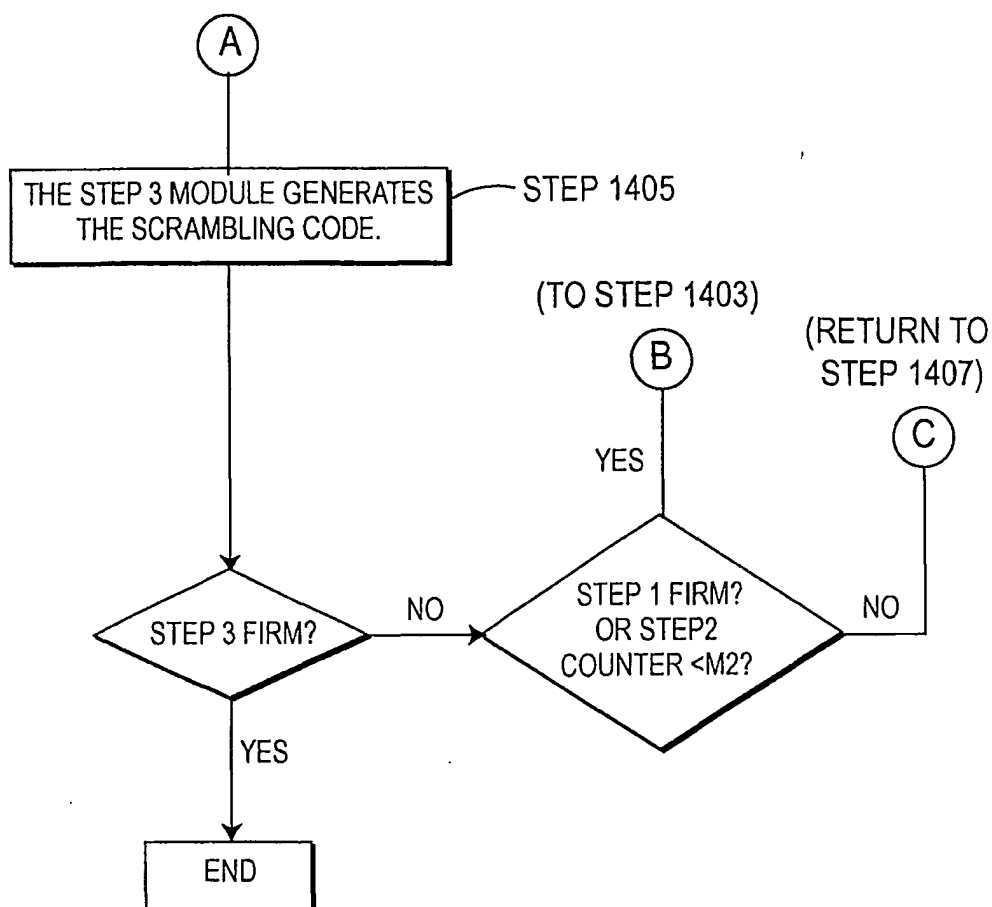 A
THE STEP 3 MODULE GENERATES
THE SCRAMBLING CODE.
STEP 1405
(TO STEP 1403)
B
(RETURN TO
STEP 1407)
C
YES
STEP 3 FIRM?
NO
STEP 1 FIRM?
OR STEP2
COUNTER <M2?
NO
YES
END